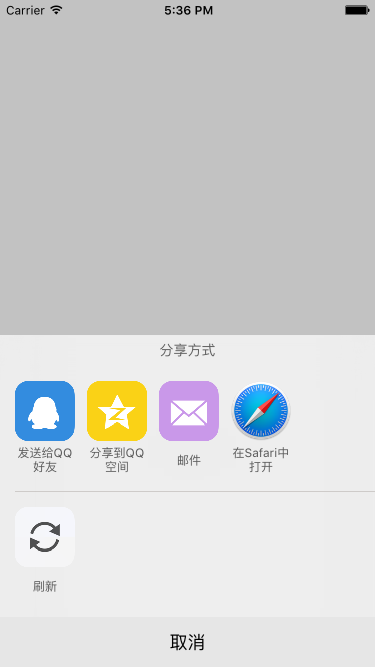 Carrier 5:36 PM
分享方式
发送给QQ
好友
分享到QQ
空间
邮件
在Safari中
打开
刷新
取消